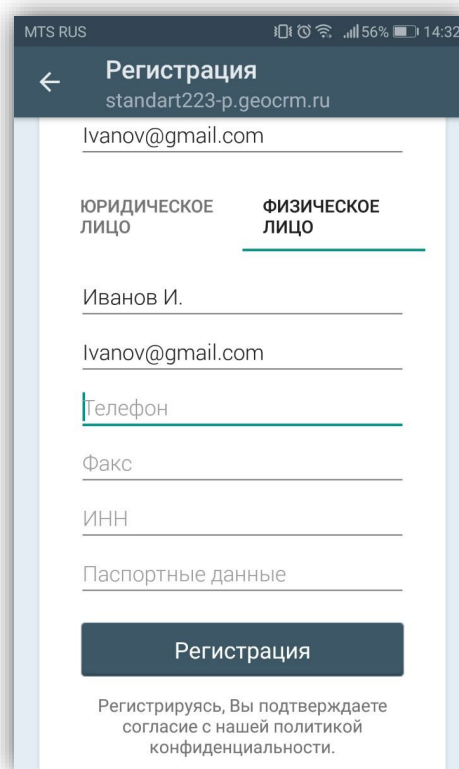 MTS RUS 56% 14:32
Регистрация
standart223-p.geocrm.ru
Ivanov@gmail.com
ЮРИДИЧЕСКОЕ ФИЗИЧЕСКОЕ
ЛИЦО ЛИЦО
Иванов И.
Ivanov@gmail.com
Телефон
Факс
ИНН
Паспортные данные
Регистрация
Регистрируясь, Вы подтверждаете
согласие с нашей политикой
конфиденциальности.